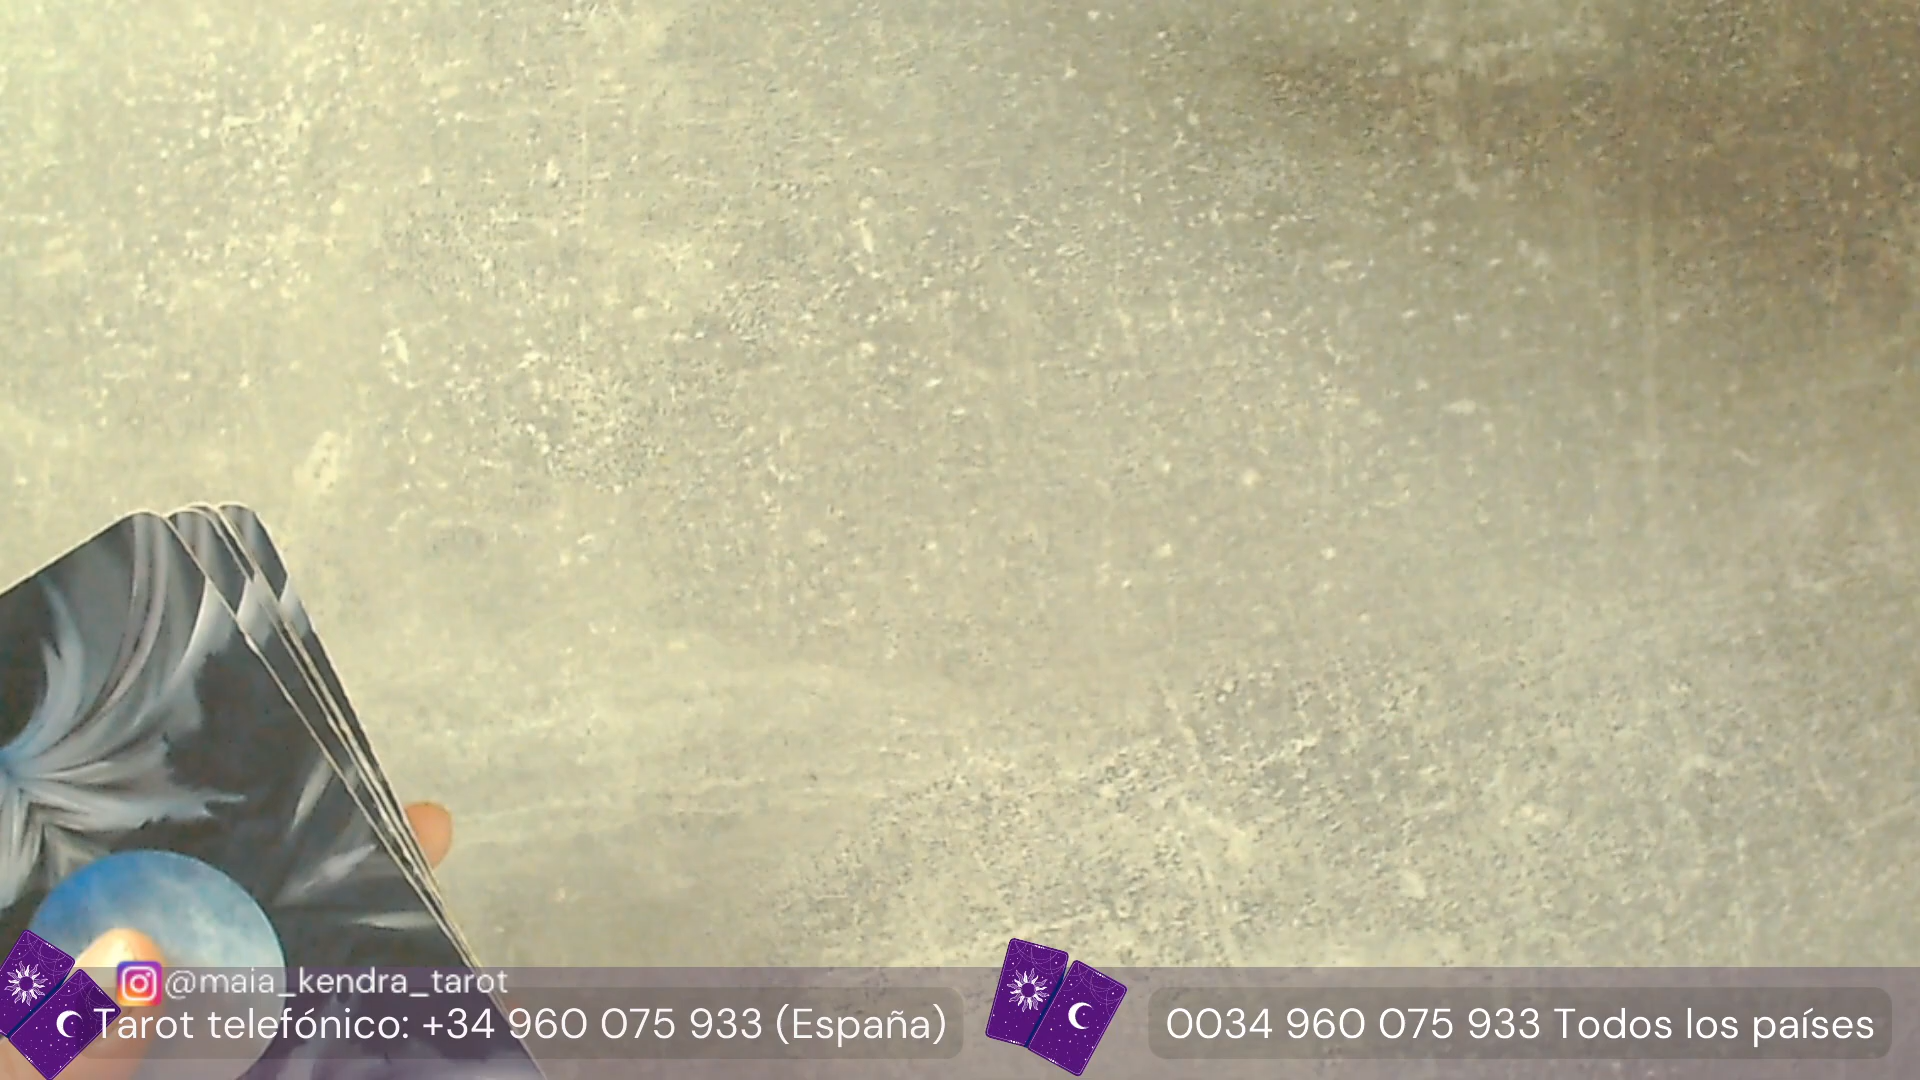 @maia_kendra_tarot
Tarot telefónico: +34 960 075 933 (España)
0034 960 075 933 Todos los países